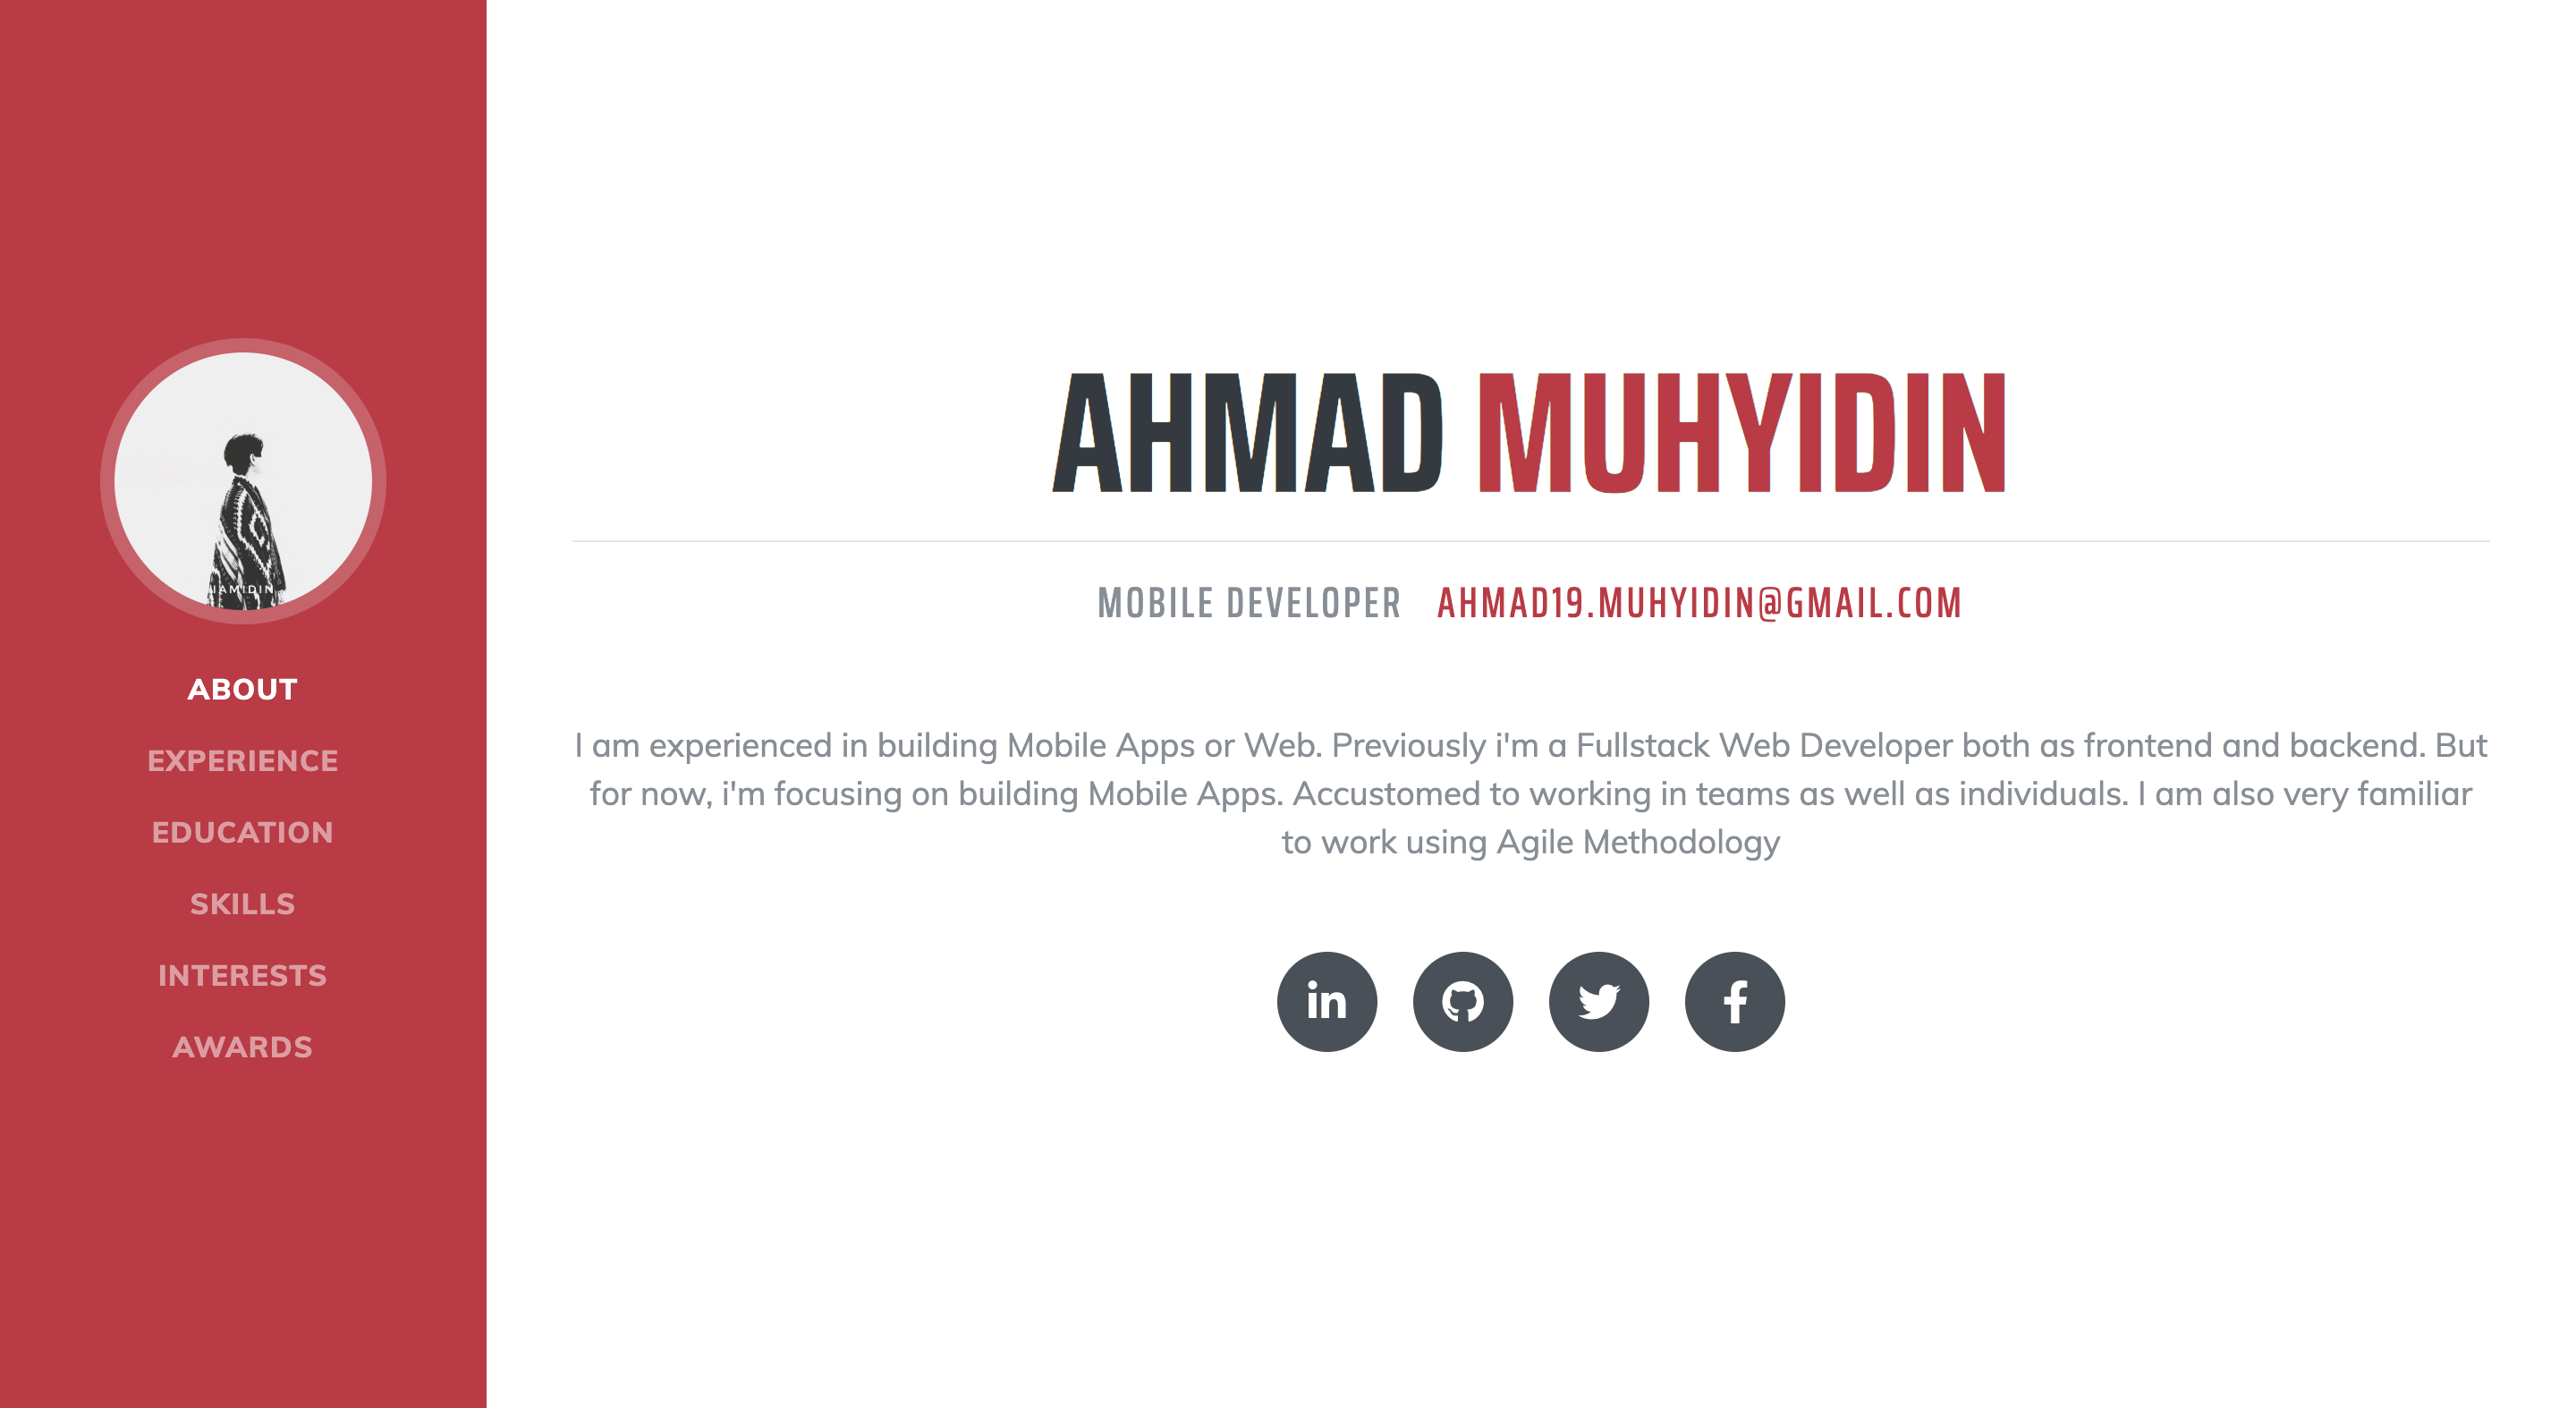 IAMIDIN
ABOUT
EXPERIENCE
EDUCATION
SKILLS
INTERESTS
AWARDS
AHMAD MUHYIDIN
MOBILE DEVELOPER AHMAD19.MUHYIDIN@GMAIL.COM
I am experienced in building Mobile Apps or Web. Previously i'm a Fullstack Web Developer both as frontend and backend. But
for now, i'm focusing on building Mobile Apps. Accustomed to working in teams as well as individuals. I am also very familiar
to work using Agile Methodology
in